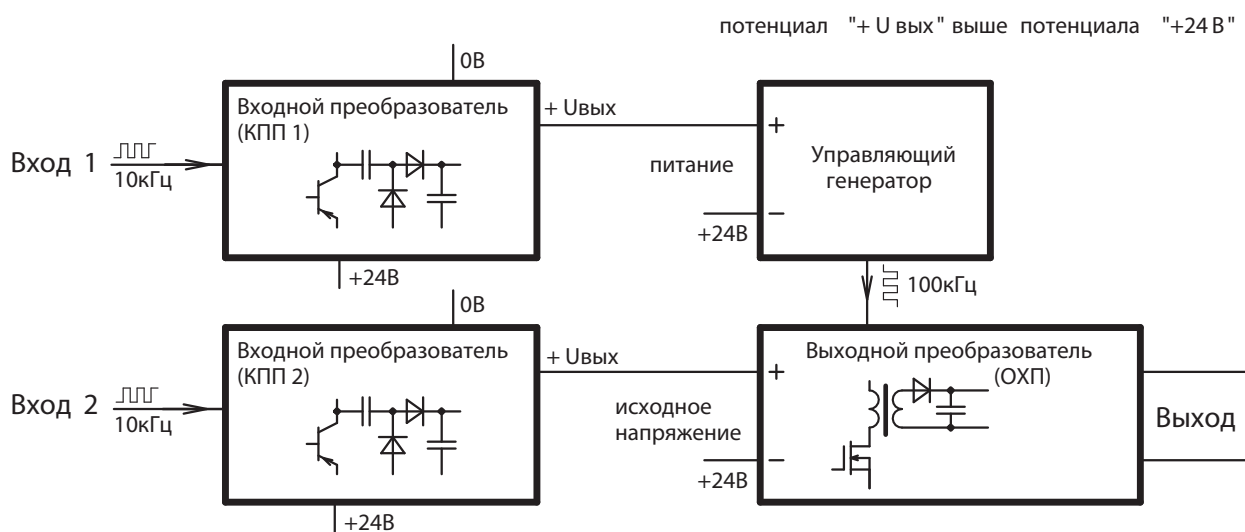 потенциал "+ U вых" выше потенциала "+24 В"
0В
Входной преобразователь
(КПП 1)
+ Uвых
Вход 1
10кГц
+24В
питание
+
Управляющий
генератор
−
+24В
100кГц
0В
Входной преобразователь
(КПП 2)
+ Uвых
Вход 2
10кГц
+24В
исходное
напряжение
+
Выходной преобразователь
(ОХП)
−
+24В
Выход